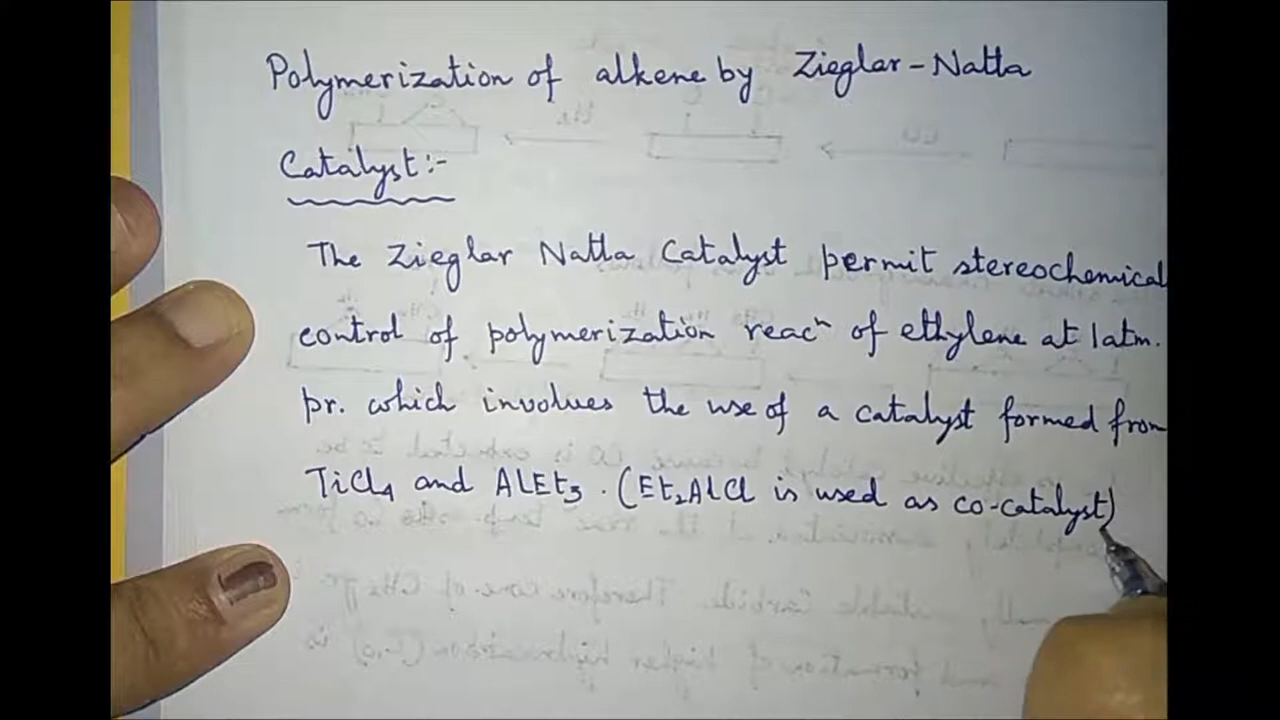 Polymerization of alkene by Zieglar-Natta
Catalyst:-
The Zieglar Natta Catalyst permit stereochemical
control of polymerization reacⁿ of ethylene at 1atm.
pr. which involves the use of a catalyst formed from
TiCl₄ and AlEt₃. (Et₂AlCl is used as co-catalyst)